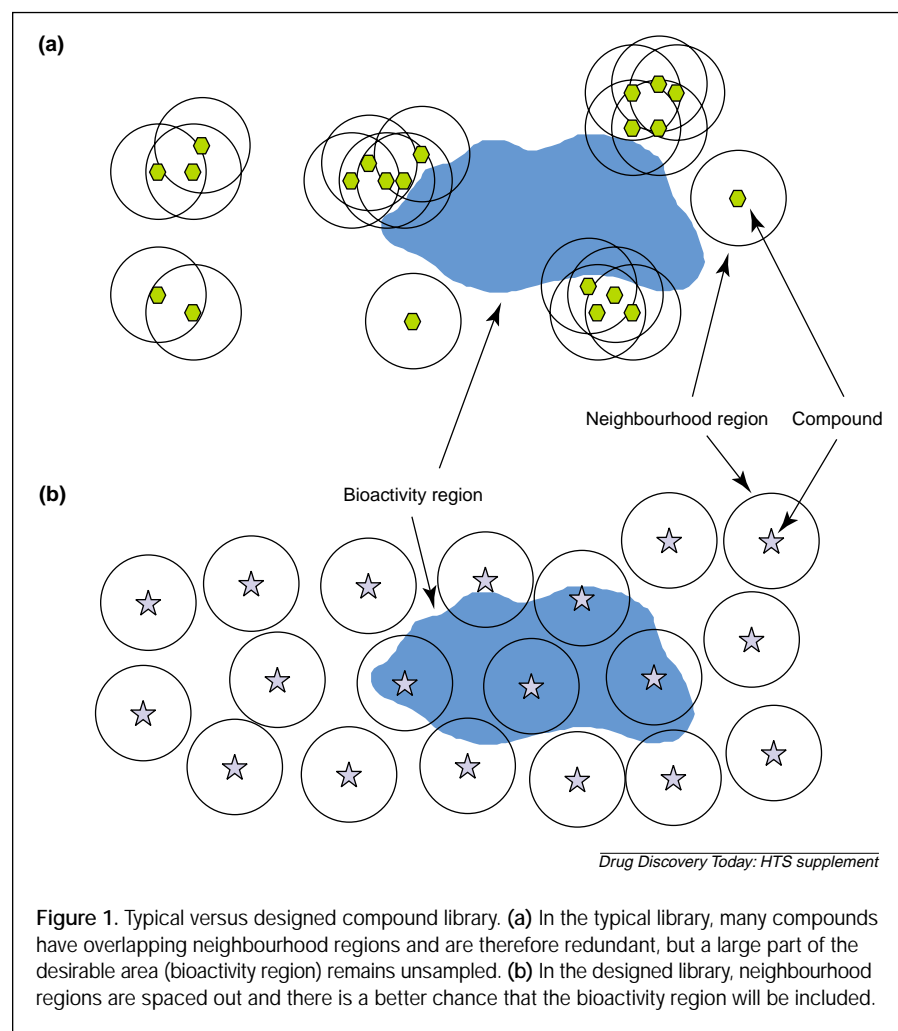 (a)
Neighbourhood region
Compound
Bioactivity region
(b)
Drug Discovery Today: HTS supplement
Figure 1. Typical versus designed compound library. (a) In the typical library, many compounds
have overlapping neighbourhood regions and are therefore redundant, but a large part of the
desirable area (bioactivity region) remains unsampled. (b) In the designed library, neighbourhood
regions are spaced out and there is a better chance that the bioactivity region will be included.